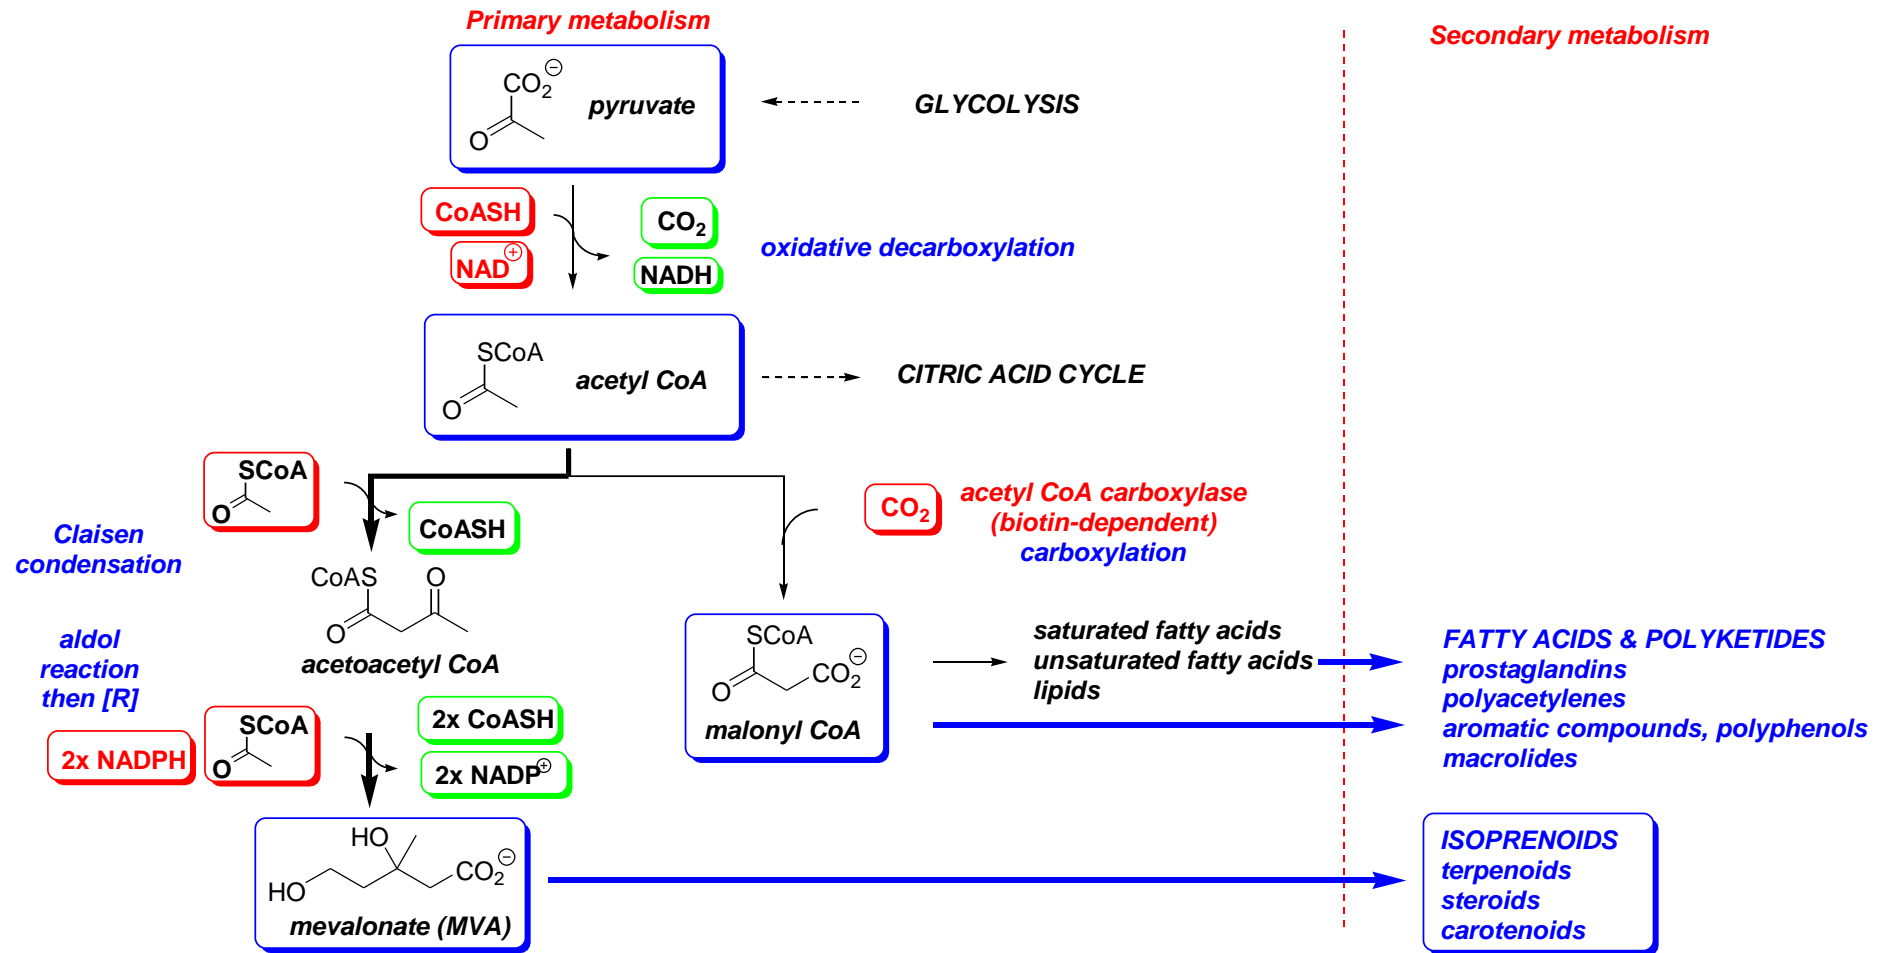 Primary metabolism
Secondary metabolism
CO2⊖
O
pyruvate
GLYCOLYSIS
CoASH
NAD⊕
CO2
NADH
oxidative decarboxylation
SCoA
O
acetyl CoA
CITRIC ACID CYCLE
SCoA
O
CoASH
Claisen
condensation
CO2
acetyl CoA carboxylase
(biotin-dependent)
carboxylation
CoAS
O
O
acetoacetyl CoA
aldol
reaction
then [R]
2x NADPH
SCoA
O
2x CoASH
2x NADP⊕
SCoA
O
CO2⊖
malonyl CoA
saturated fatty acids
unsaturated fatty acids
lipids
FATTY ACIDS & POLYKETIDES
prostaglandins
polyacetylenes
aromatic compounds, polyphenols
macrolides
HO
HO
CO2⊖
mevalonate (MVA)
ISOPRENOIDS
terpenoids
steroids
carotenoids